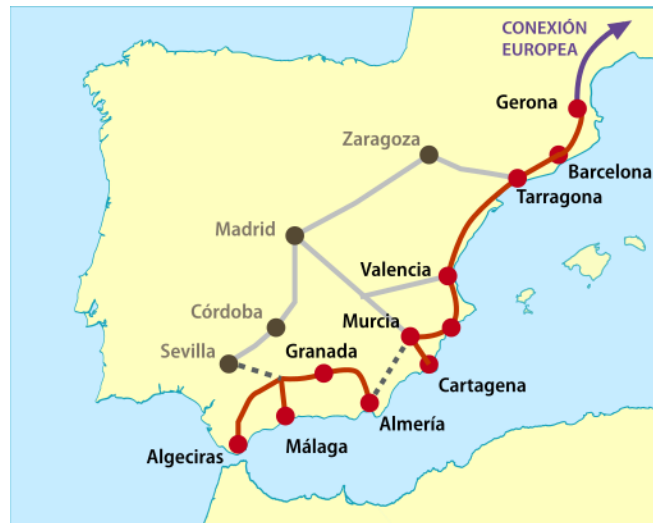 CONEXIÓN
EUROPEA
Gerona
Zaragoza
Barcelona
Tarragona
Madrid
Valencia
Córdoba
Murcia
Sevilla
Granada
Cartagena
Almería
Málaga
Algeciras